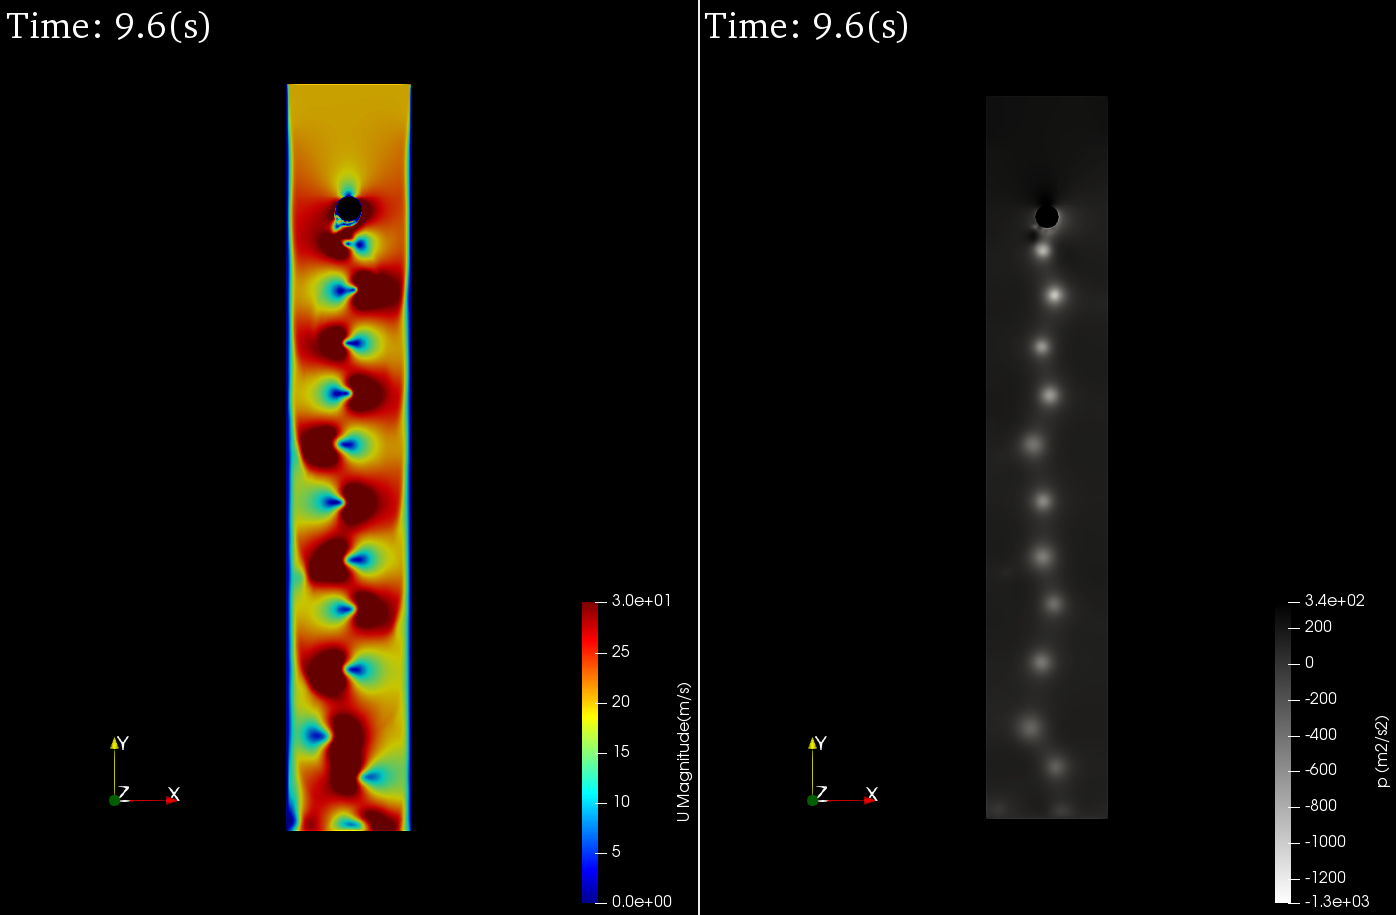 Time: 9.6(s)
3.0e+01
25
20
15
10
5
0.0e+00
U Magnitude(m/s)
Y
Z
X
Time: 9.6(s)
3.4e+02
200
0
-200
-400
-600
-800
-1000
-1200
-1.3e+03
p (m2/s2)
Y
Z
X